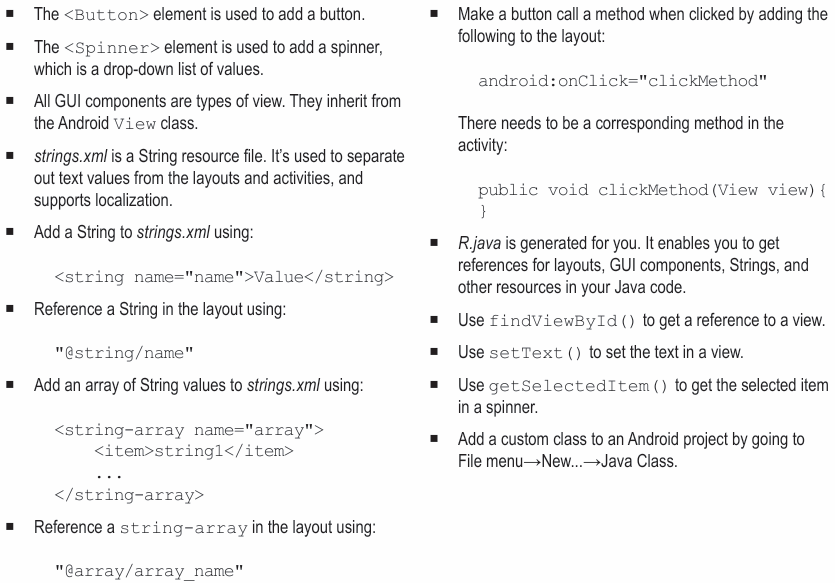 ▪ The <Button> element is used to add a button.
▪ The <Spinner> element is used to add a spinner,
which is a drop-down list of values.
▪ All GUI components are types of view. They inherit from
the Android View class.
▪ strings.xml is a String resource file. It’s used to separate
out text values from the layouts and activities, and
supports localization.
▪ Add a String to strings.xml using:
<string name="name">Value</string>
▪ Reference a String in the layout using:
"@string/name"
▪ Add an array of String values to strings.xml using:
<string-array name="array">
    <item>string1</item>
    ...
</string-array>
▪ Reference a string-array in the layout using:
"@array/array_name"
▪ Make a button call a method when clicked by adding the
following to the layout:
android:onClick="clickMethod"
There needs to be a corresponding method in the
activity:
public void clickMethod(View view){
}
▪ R.java is generated for you. It enables you to get
references for layouts, GUI components, Strings, and
other resources in your Java code.
▪ Use findViewById() to get a reference to a view.
▪ Use setText() to set the text in a view.
▪ Use getSelectedItem() to get the selected item
in a spinner.
▪ Add a custom class to an Android project by going to
File menu→New...→Java Class.